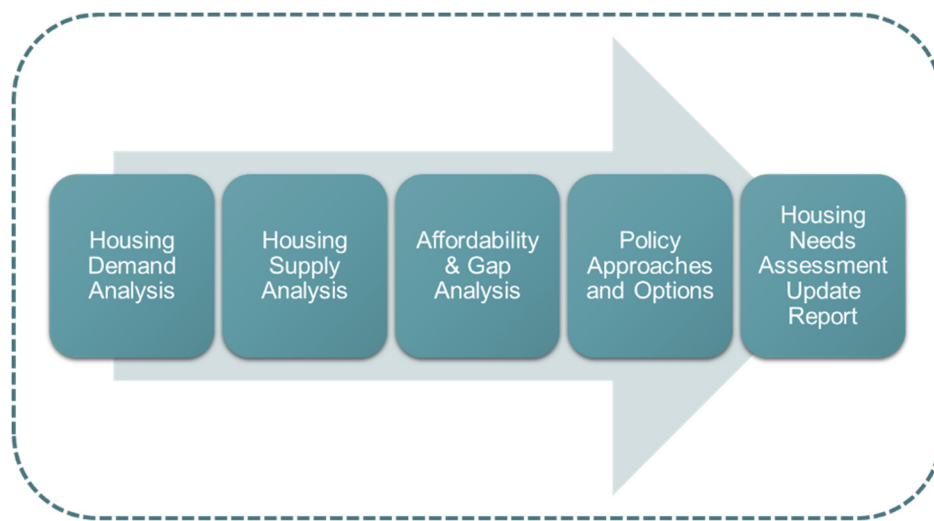 Housing
Demand
Analysis
Housing
Supply
Analysis
Affordability
& Gap
Analysis
Policy
Approaches
and Options
Housing
Needs
Assessment
Update
Report